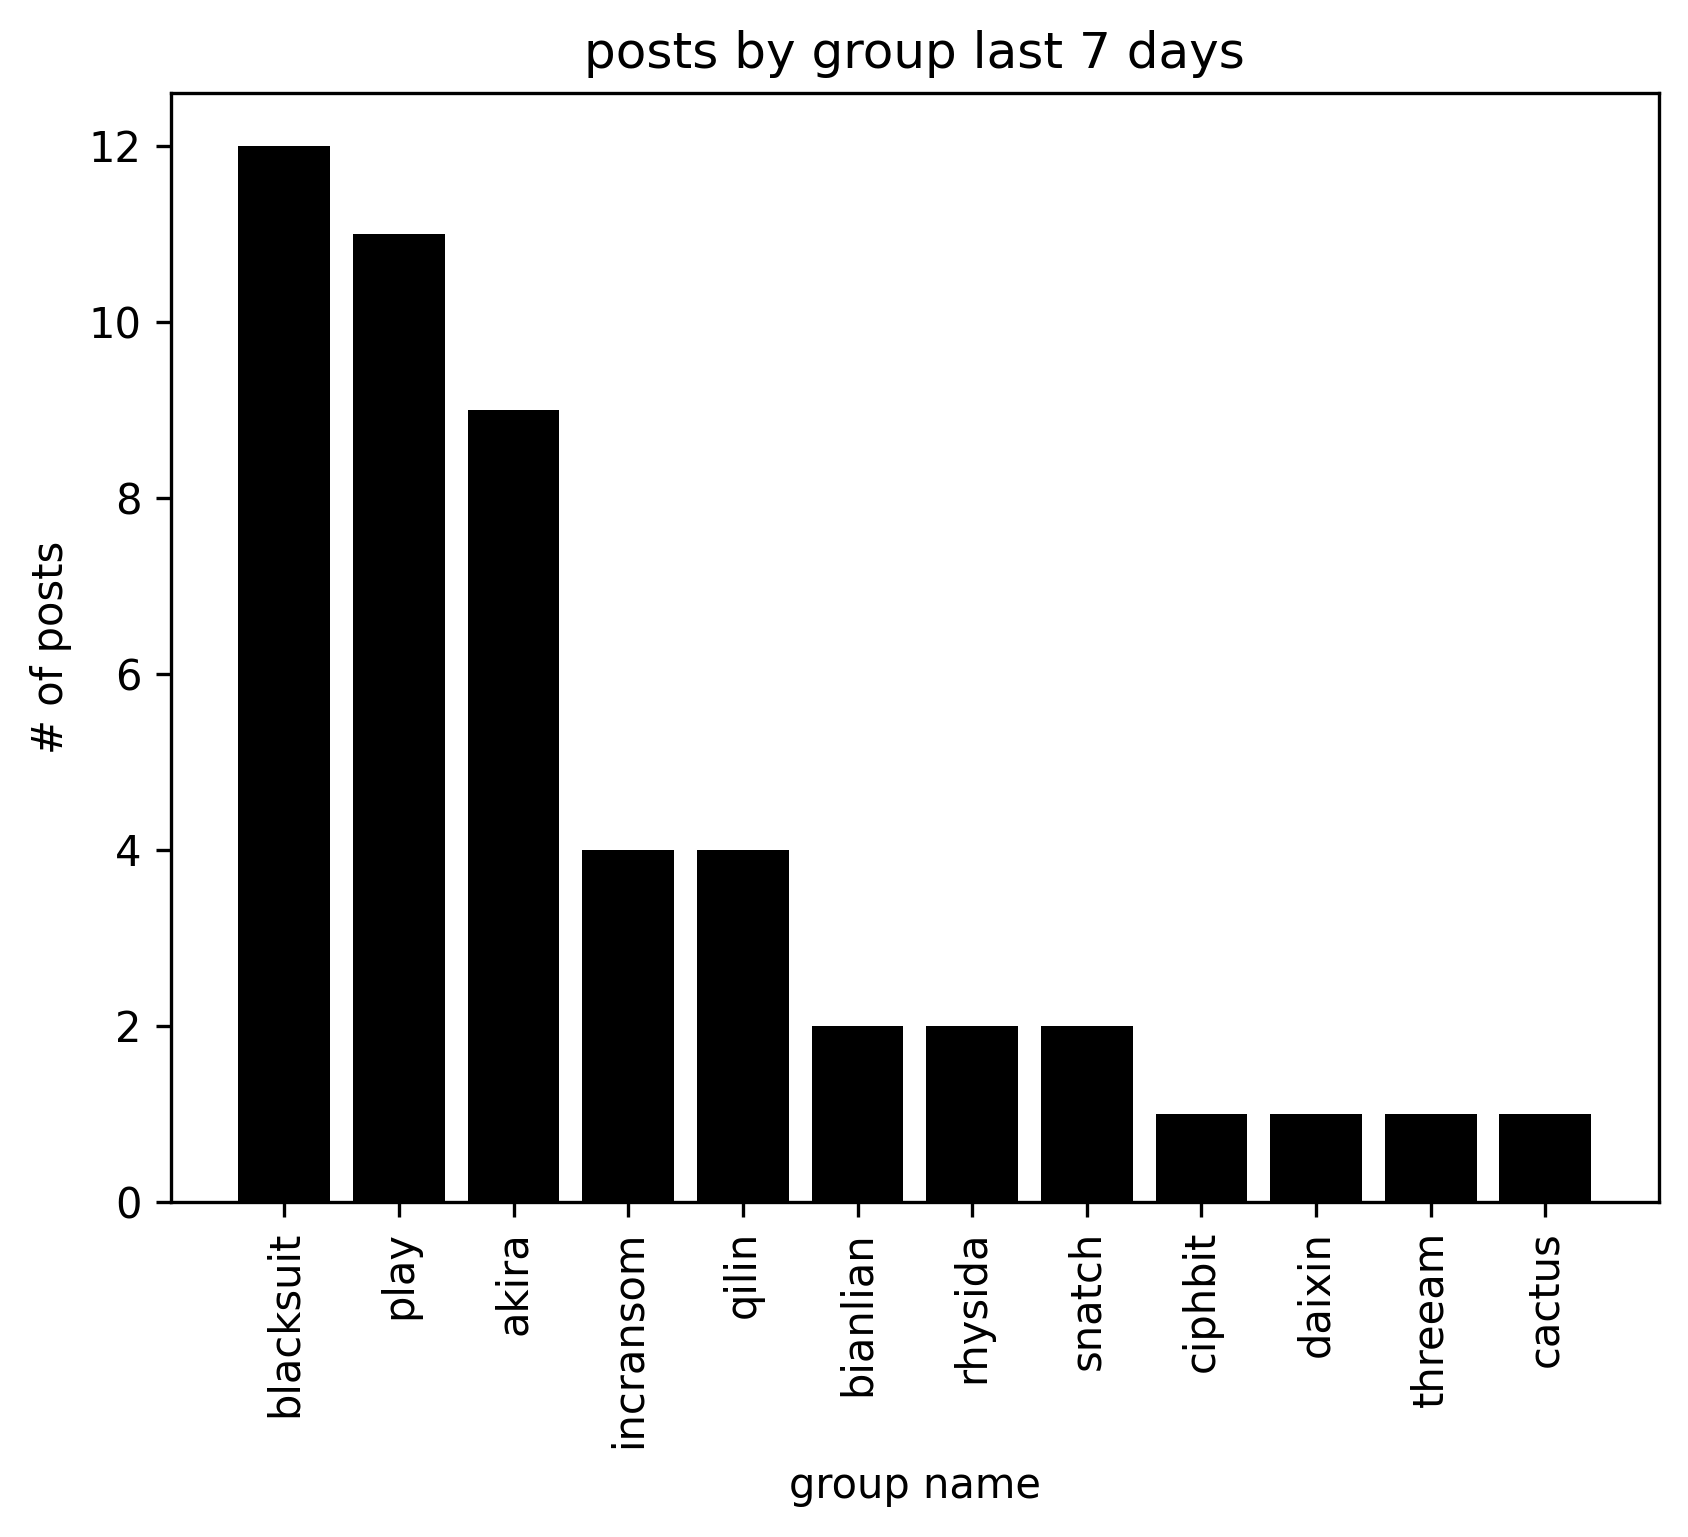 posts by group last 7 days
12
10
8
6
4
2
0
# of posts
blacksuit
play
akira
incransom
qilin
bianlian
rhysida
snatch
ciphbit
daixin
threeam
cactus
group name